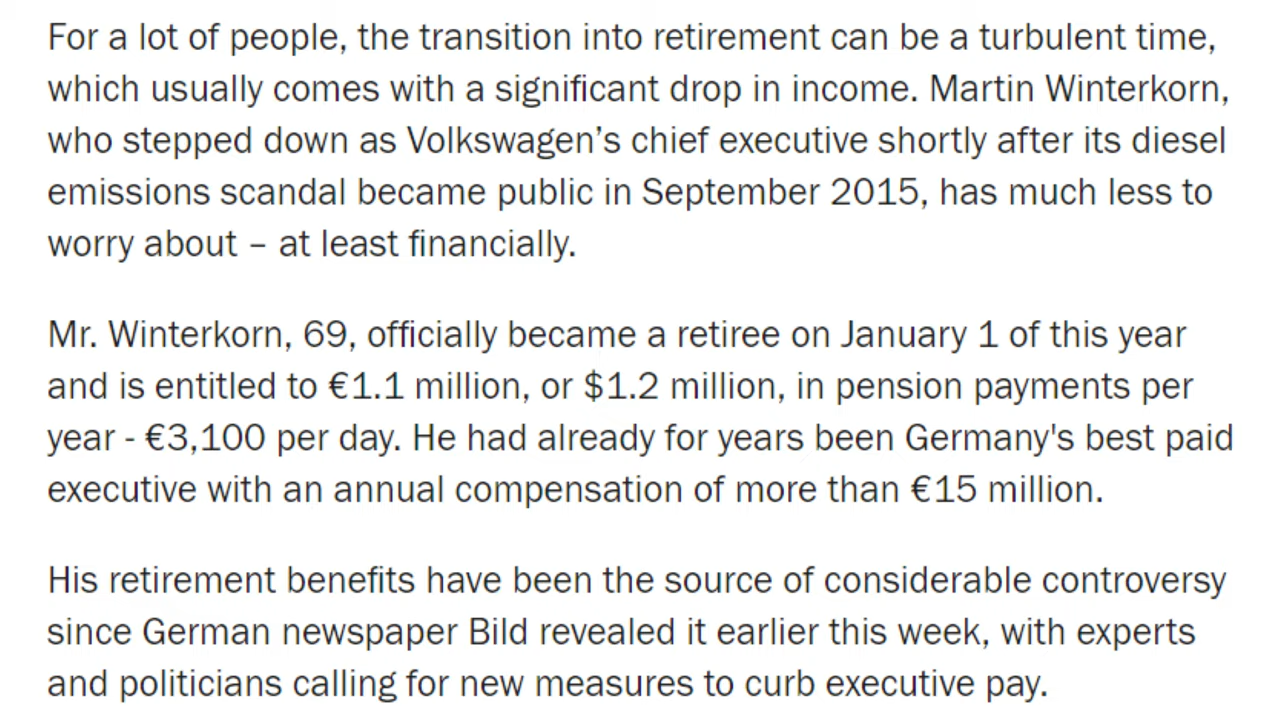 For a lot of people, the transition into retirement can be a turbulent time,
which usually comes with a significant drop in income. Martin Winterkorn,
who stepped down as Volkswagen’s chief executive shortly after its diesel
emissions scandal became public in September 2015, has much less to
worry about – at least financially.
Mr. Winterkorn, 69, officially became a retiree on January 1 of this year
and is entitled to €1.1 million, or $1.2 million, in pension payments per
year - €3,100 per day. He had already for years been Germany's best paid
executive with an annual compensation of more than €15 million.
His retirement benefits have been the source of considerable controversy
since German newspaper Bild revealed it earlier this week, with experts
and politicians calling for new measures to curb executive pay.